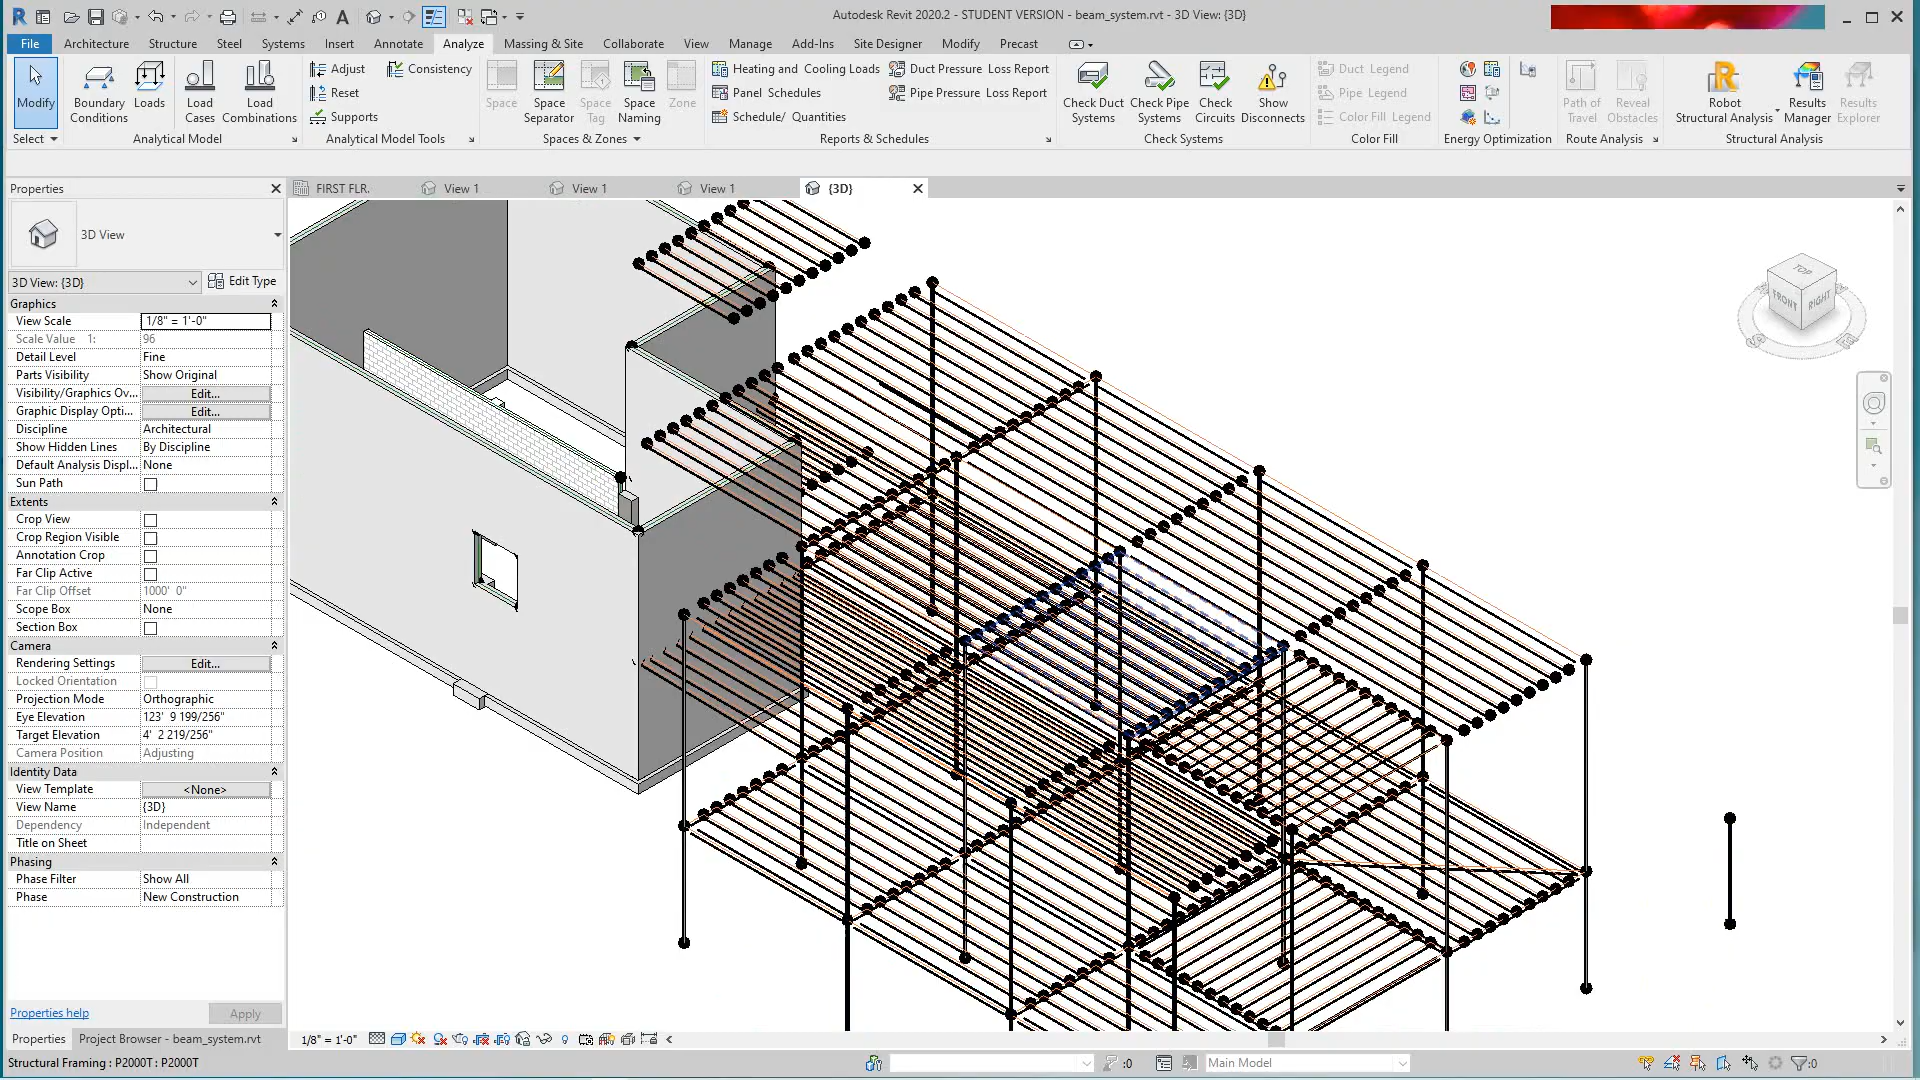 Autodesk Revit 2020.2 - STUDENT VERSION - beam_system.rvt - 3D View: {3D}
File Architecture Structure Steel Systems Insert Annotate Analyze Massing & Site Collaborate View Manage Add-Ins Site Designer Modify Precast
Modify
Select
Boundary Conditions
Loads
Load Cases
Load Combinations
Analytical Model
Adjust
Reset
Supports
Consistency
Analytical Model Tools
Space
Space Separator
Space Tag
Space Naming
Zone
Spaces & Zones
Heating and Cooling Loads
Panel Schedules
Schedule/ Quantities
Duct Pressure Loss Report
Pipe Pressure Loss Report
Reports & Schedules
Check Duct Systems
Check Pipe Systems
Check Circuits
Show Disconnects
Check Systems
Duct Legend
Pipe Legend
Color Fill Legend
Color Fill
Energy Optimization
Path of Travel
Reveal Obstacles
Route Analysis
Robot Structural Analysis
Results Manager
Results Explorer
Structural Analysis
Properties
FIRST FLR.
View 1
View 1
View 1
{3D}
3D View
3D View: {3D}
Edit Type
Graphics
View Scale 1/8" = 1'-0"
Scale Value 1: 96
Detail Level Fine
Parts Visibility Show Original
Visibility/Graphics Ov... Edit...
Graphic Display Opti... Edit...
Discipline Architectural
Show Hidden Lines By Discipline
Default Analysis Displ... None
Sun Path
Extents
Crop View
Crop Region Visible
Annotation Crop
Far Clip Active
Far Clip Offset 1000' 0"
Scope Box None
Section Box
Camera
Rendering Settings Edit...
Locked Orientation
Projection Mode Orthographic
Eye Elevation 123' 9 199/256"
Target Elevation 4' 2 219/256"
Camera Position Adjusting
Identity Data
View Template <None>
View Name {3D}
Dependency Independent
Title on Sheet
Phasing
Phase Filter Show All
Phase New Construction
Properties help
Apply
Properties
Project Browser - beam_system.rvt
TOP
FRONT
RIGHT
1/8" = 1'-0"
Structural Framing : P2000T : P2000T
:0
Main Model
:0